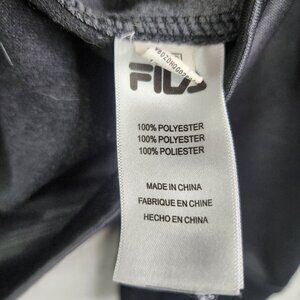 FILA
100% POLYESTER
100% POLYESTER
100% POLIESTER
MADE IN CHINA
FABRIQUE EN CHINE
HECHO EN CHINA